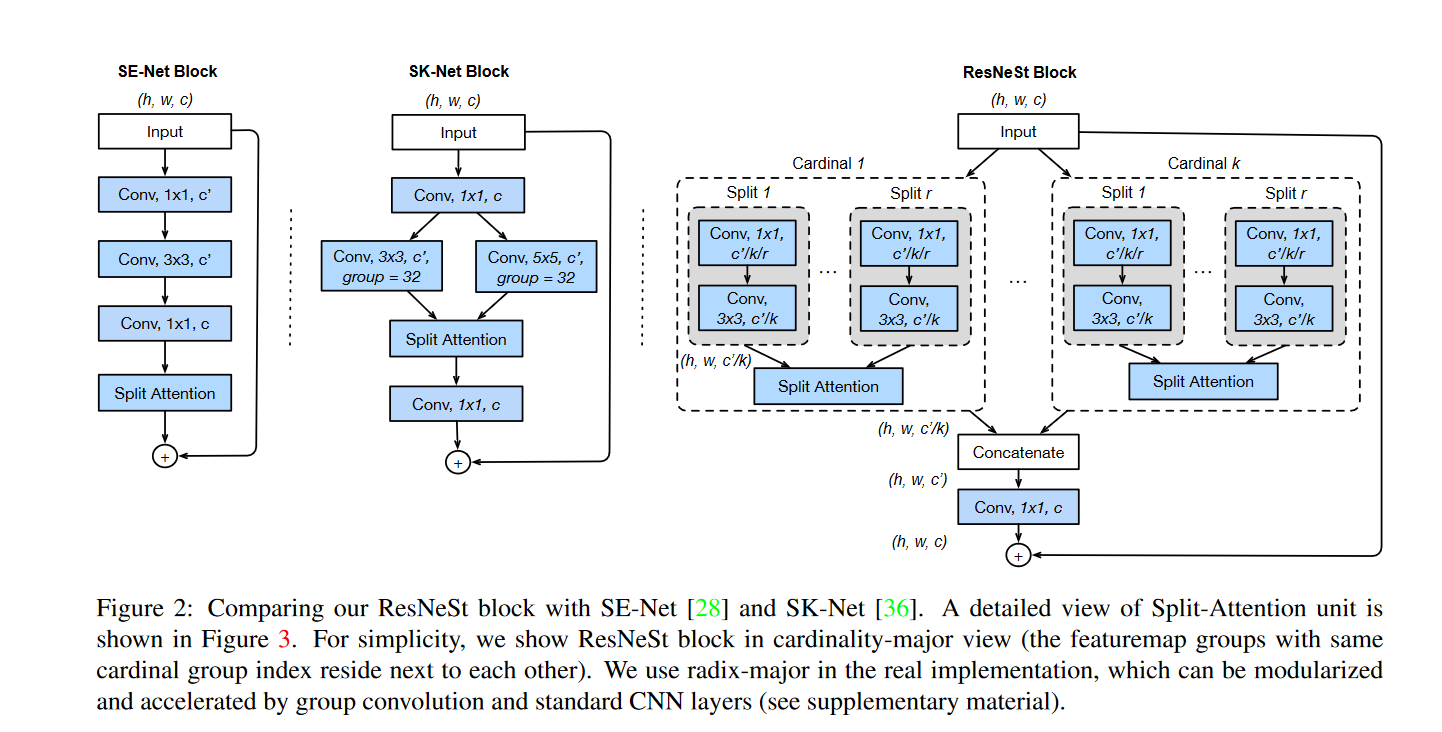 SE-Net Block
(h, w, c)
Input
Conv, 1x1, c'
Conv, 3x3, c'
Conv, 1x1, c
Split Attention
+
SK-Net Block
(h, w, c)
Input
Conv, 1x1, c
Conv, 3x3, c',
group = 32
Conv, 5x5, c',
group = 32
Split Attention
Conv, 1x1, c
+
ResNeSt Block
(h, w, c)
Input
Cardinal 1
Split 1
Conv, 1x1,
c'/k/r
Conv,
3x3, c'/k
...
Split r
Conv, 1x1,
c'/k/r
Conv,
3x3, c'/k
(h, w, c'/k)
Split Attention
...
Cardinal k
Split 1
Conv, 1x1,
c'/k/r
Conv,
3x3, c'/k
...
Split r
Conv, 1x1,
c'/k/r
Conv,
3x3, c'/k
Split Attention
(h, w, c'/k)
Concatenate
(h, w, c')
Conv, 1x1, c
(h, w, c)
+
Figure 2: Comparing our ResNeSt block with SE-Net [28] and SK-Net [36]. A detailed view of Split-Attention unit is
shown in Figure 3. For simplicity, we show ResNeSt block in cardinality-major view (the featuremap groups with same
cardinal group index reside next to each other). We use radix-major in the real implementation, which can be modularized
and accelerated by group convolution and standard CNN layers (see supplementary material).